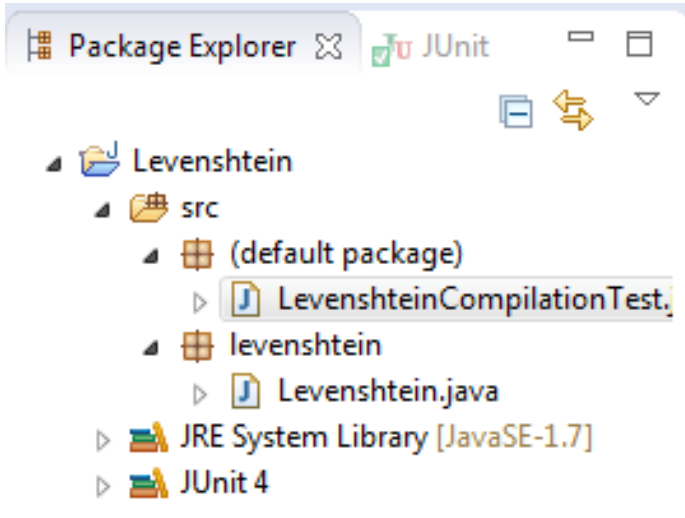 Package Explorer JUnit
Levenshtein
src
(default package)
LevenshteinCompilationTest.j
levenshtein
Levenshtein.java
JRE System Library [JavaSE-1.7]
JUnit 4